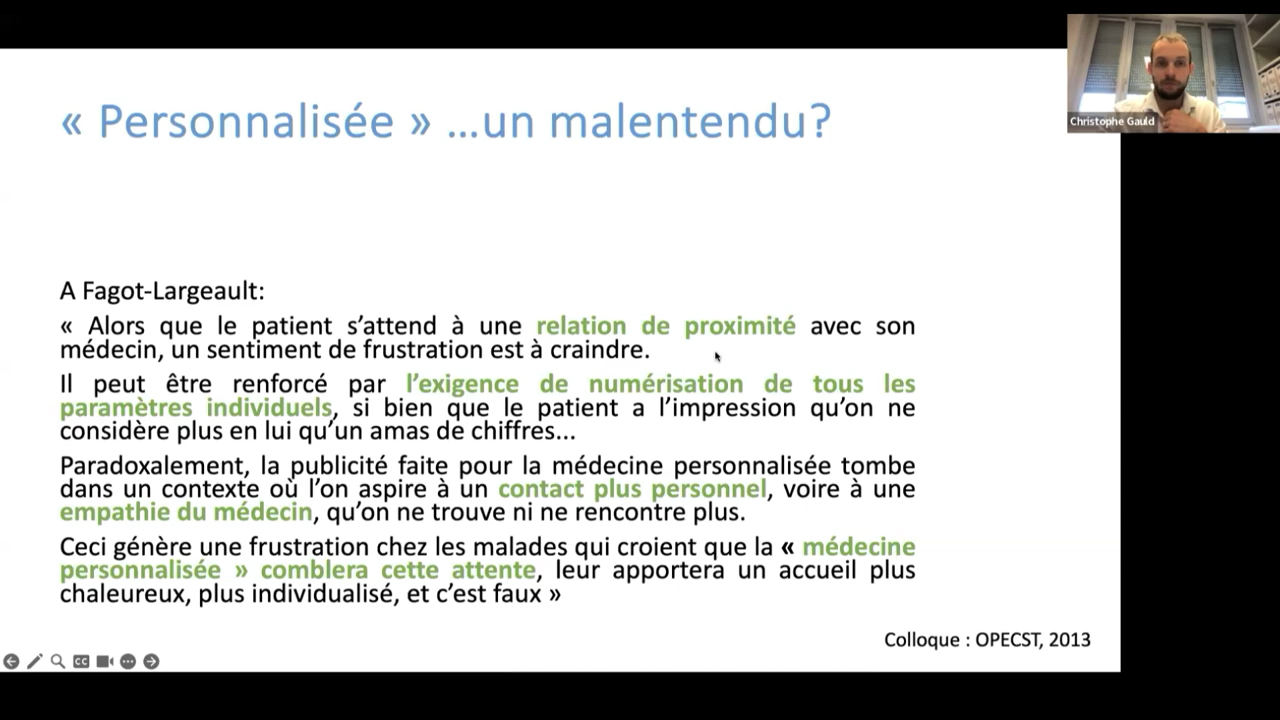 « Personnalisée » ...un malentendu?
Christophe Gauld
A Fagot-Largeault:
« Alors que le patient s’attend à une relation de proximité avec son
médecin, un sentiment de frustration est à craindre.
Il peut être renforcé par l’exigence de numérisation de tous les
paramètres individuels, si bien que le patient a l’impression qu’on ne
considère plus en lui qu’un amas de chiffres...
Paradoxalement, la publicité faite pour la médecine personnalisée tombe
dans un contexte où l’on aspire à un contact plus personnel, voire à une
empathie du médecin, qu’on ne trouve ni ne rencontre plus.
Ceci génère une frustration chez les malades qui croient que la « médecine
personnalisée » comblera cette attente, leur apportera un accueil plus
chaleureux, plus individualisé, et c’est faux »
Colloque : OPECST, 2013
CC